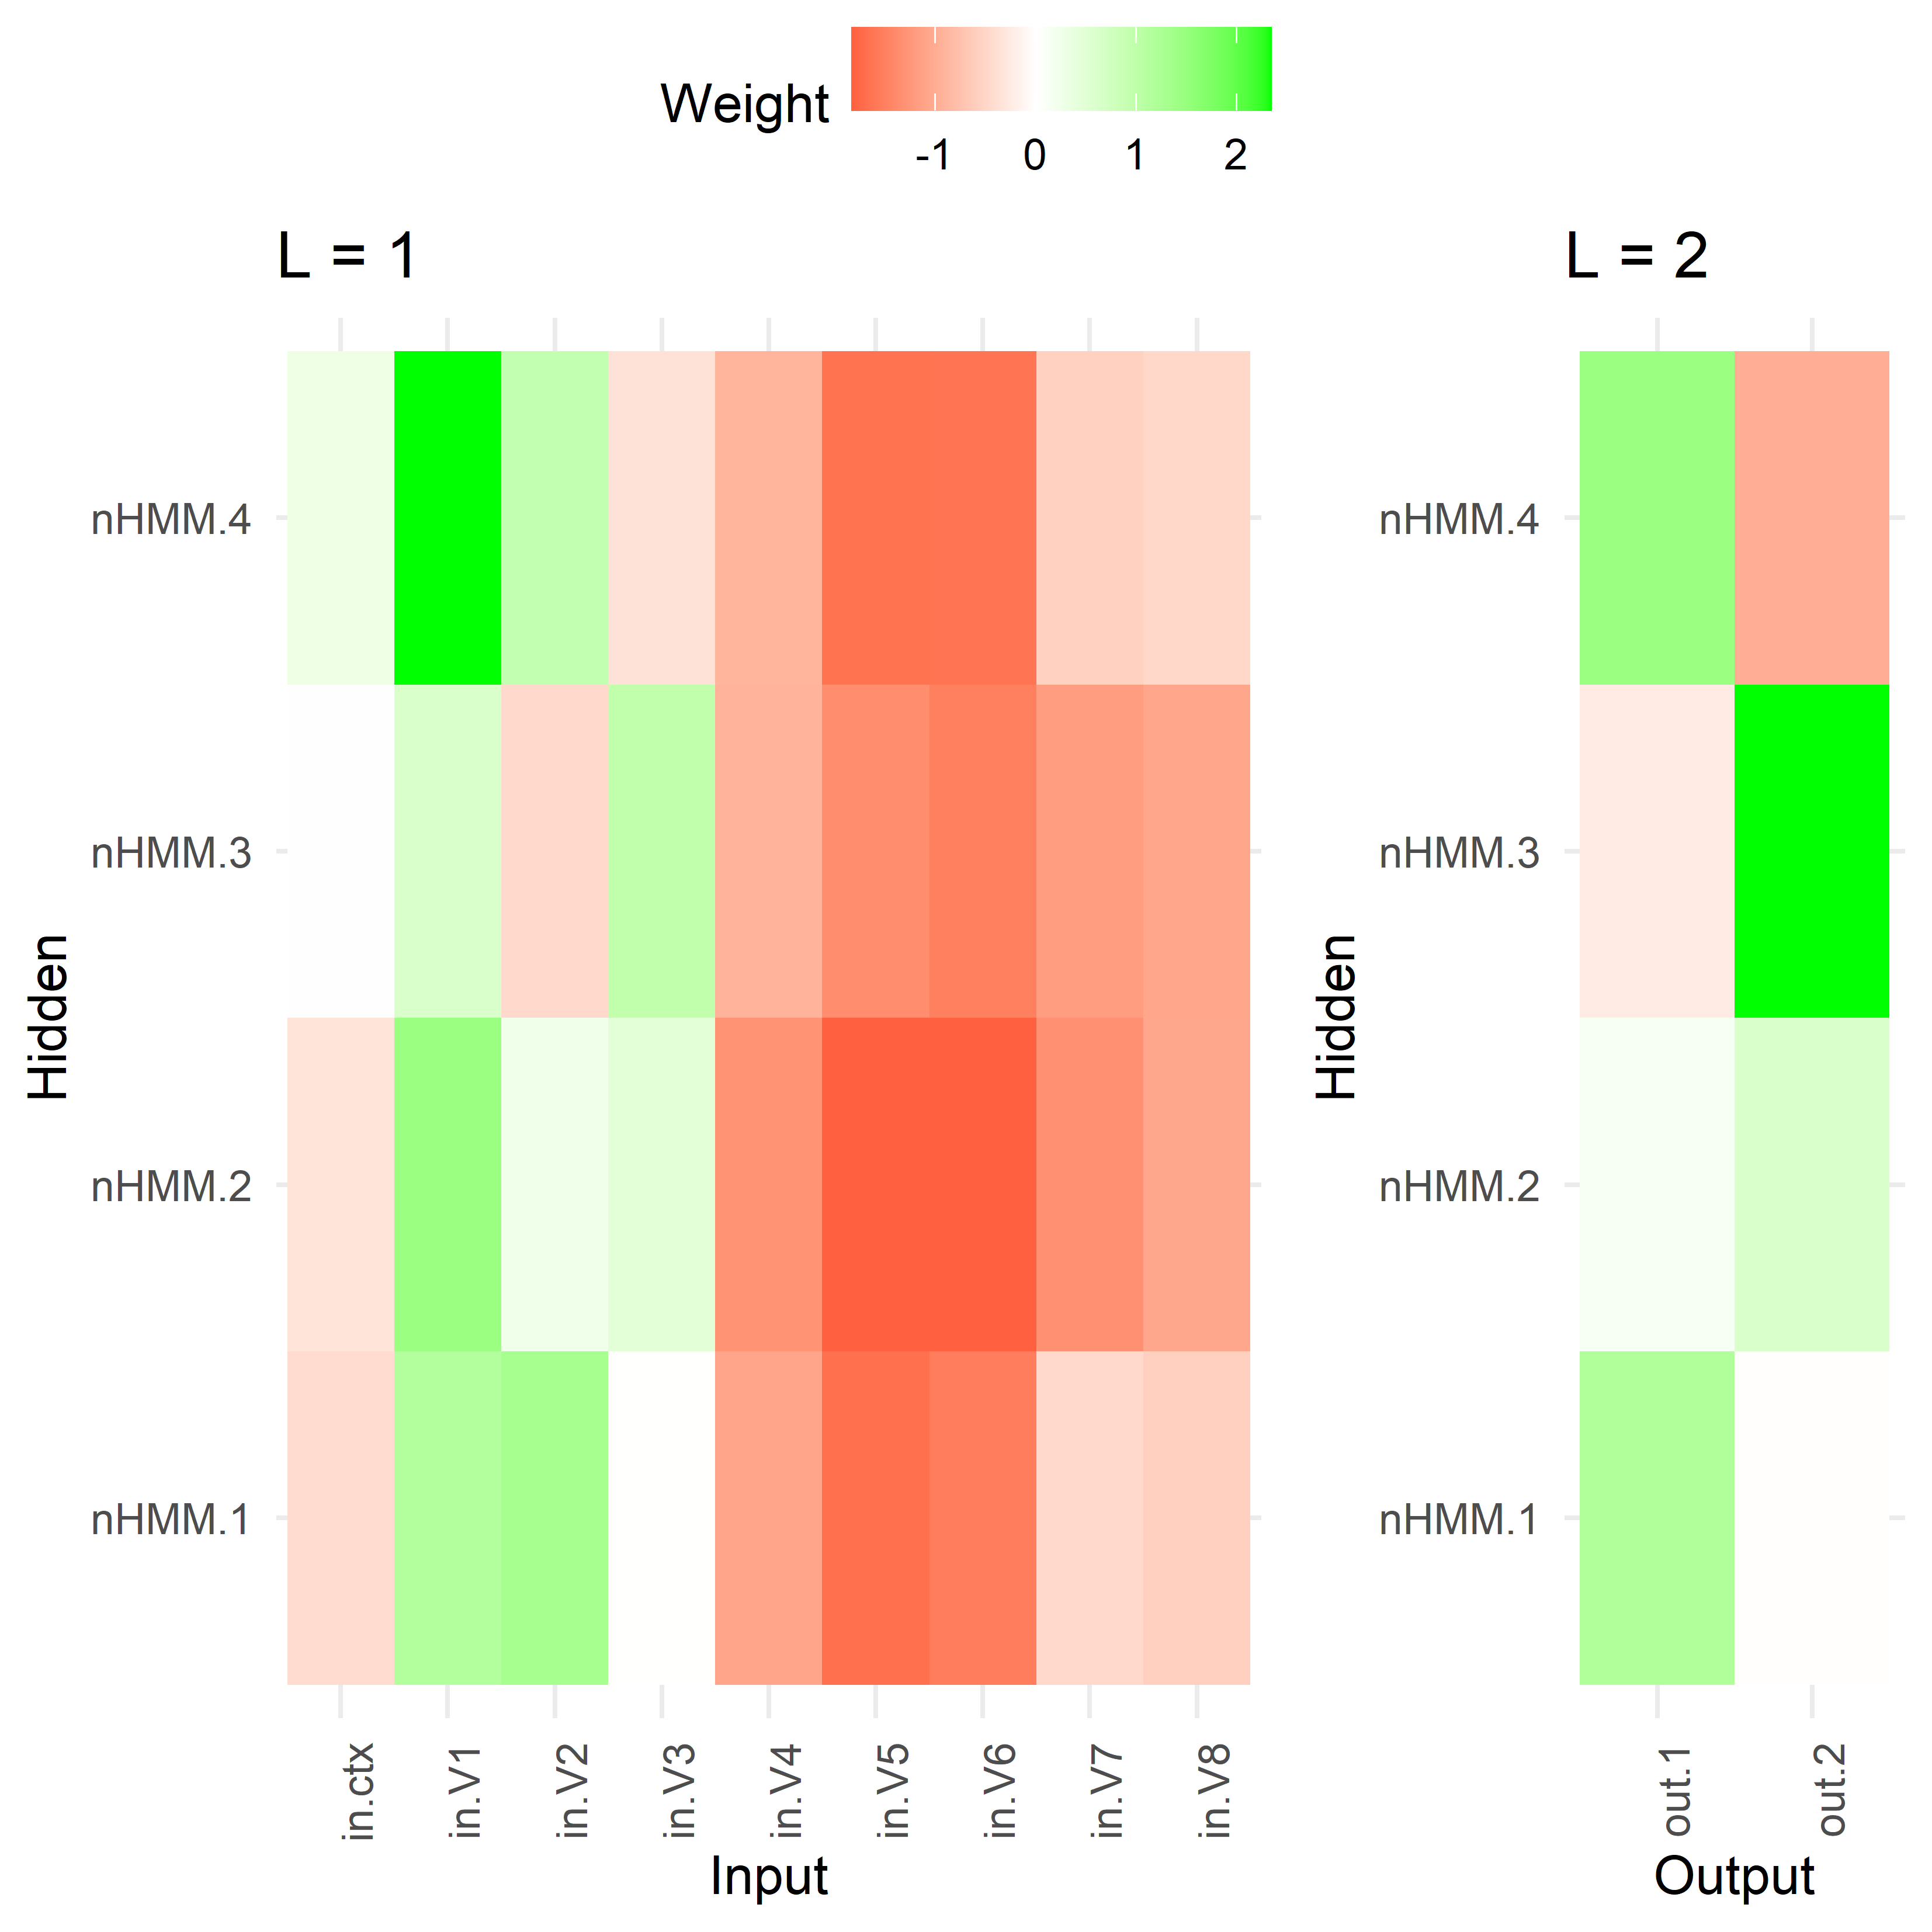 Weight
-1 0 1 2
L = 1
nHMM.4
nHMM.3
nHMM.2
nHMM.1
Hidden
in.ctx
in.V1
in.V2
in.V3
in.V4
in.V5
in.V6
in.V7
in.V8
Input
L = 2
nHMM.4
nHMM.3
nHMM.2
nHMM.1
Hidden
out.1
out.2
Output